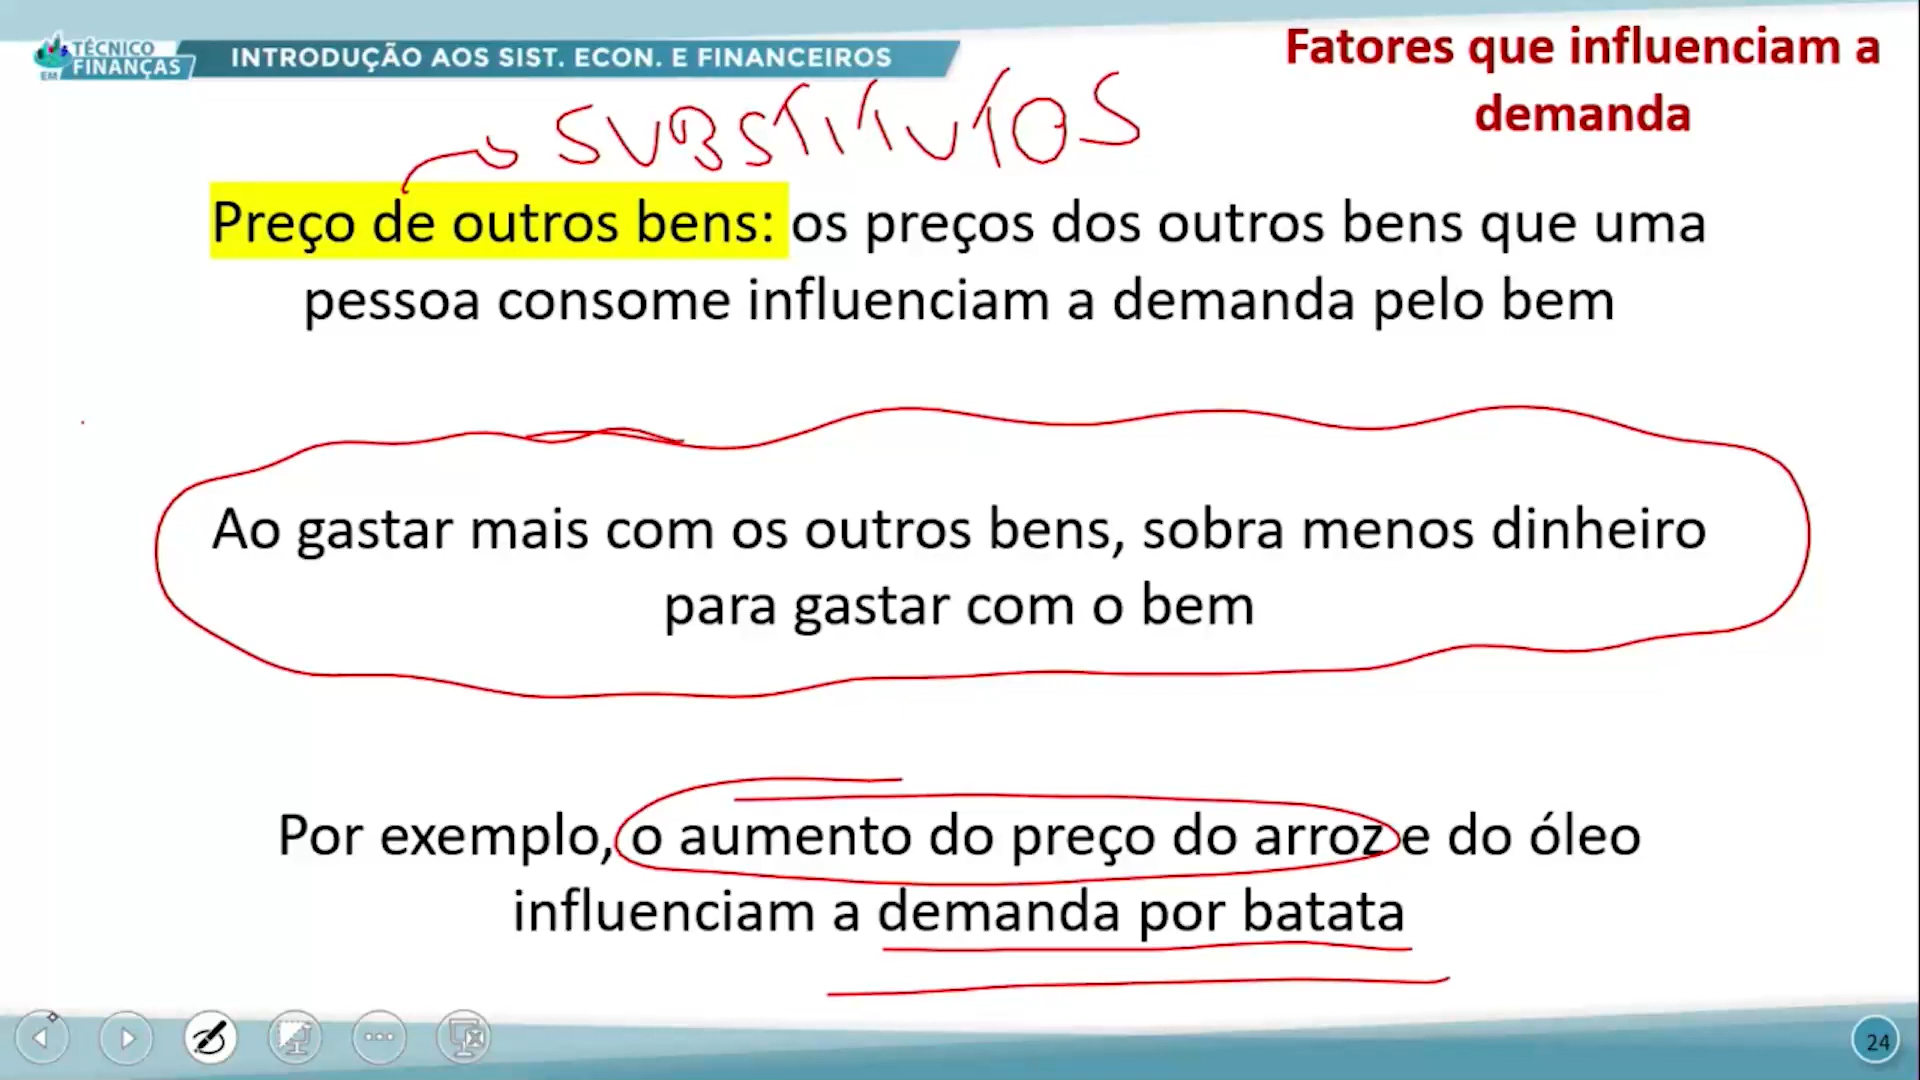 TÉCNICO
EM FINANÇAS
INTRODUÇÃO AOS SIST. ECON. E FINANCEIROS
Fatores que influenciam a
demanda
SUBSTITUTOS
Preço de outros bens: os preços dos outros bens que uma
pessoa consome influenciam a demanda pelo bem
Ao gastar mais com os outros bens, sobra menos dinheiro
para gastar com o bem
Por exemplo, o aumento do preço do arroz e do óleo
influenciam a demanda por batata
24